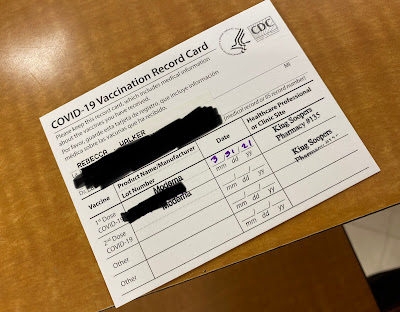 COVID-19 Vaccination Record Card
CDC
Please keep this record card, which includes medical information
about the vaccines you have received.
Por favor, guarde esta tarjeta de registro, que incluye información
médica sobre las vacunas que ha recibido.
REBECCA WALKER MI
(medical record or IIS record number)
Vaccine Product Name/Manufacturer Date Healthcare Professional
Lot Number or Clinic Site
1st Dose Moderna 3/31/21 King Soopers
COVID-19 mm dd yy Pharmacy #135
2nd Dose Moderna King Soopers
COVID-19 mm dd yy Pharmacy
Other
mm dd yy
Other
mm dd yy